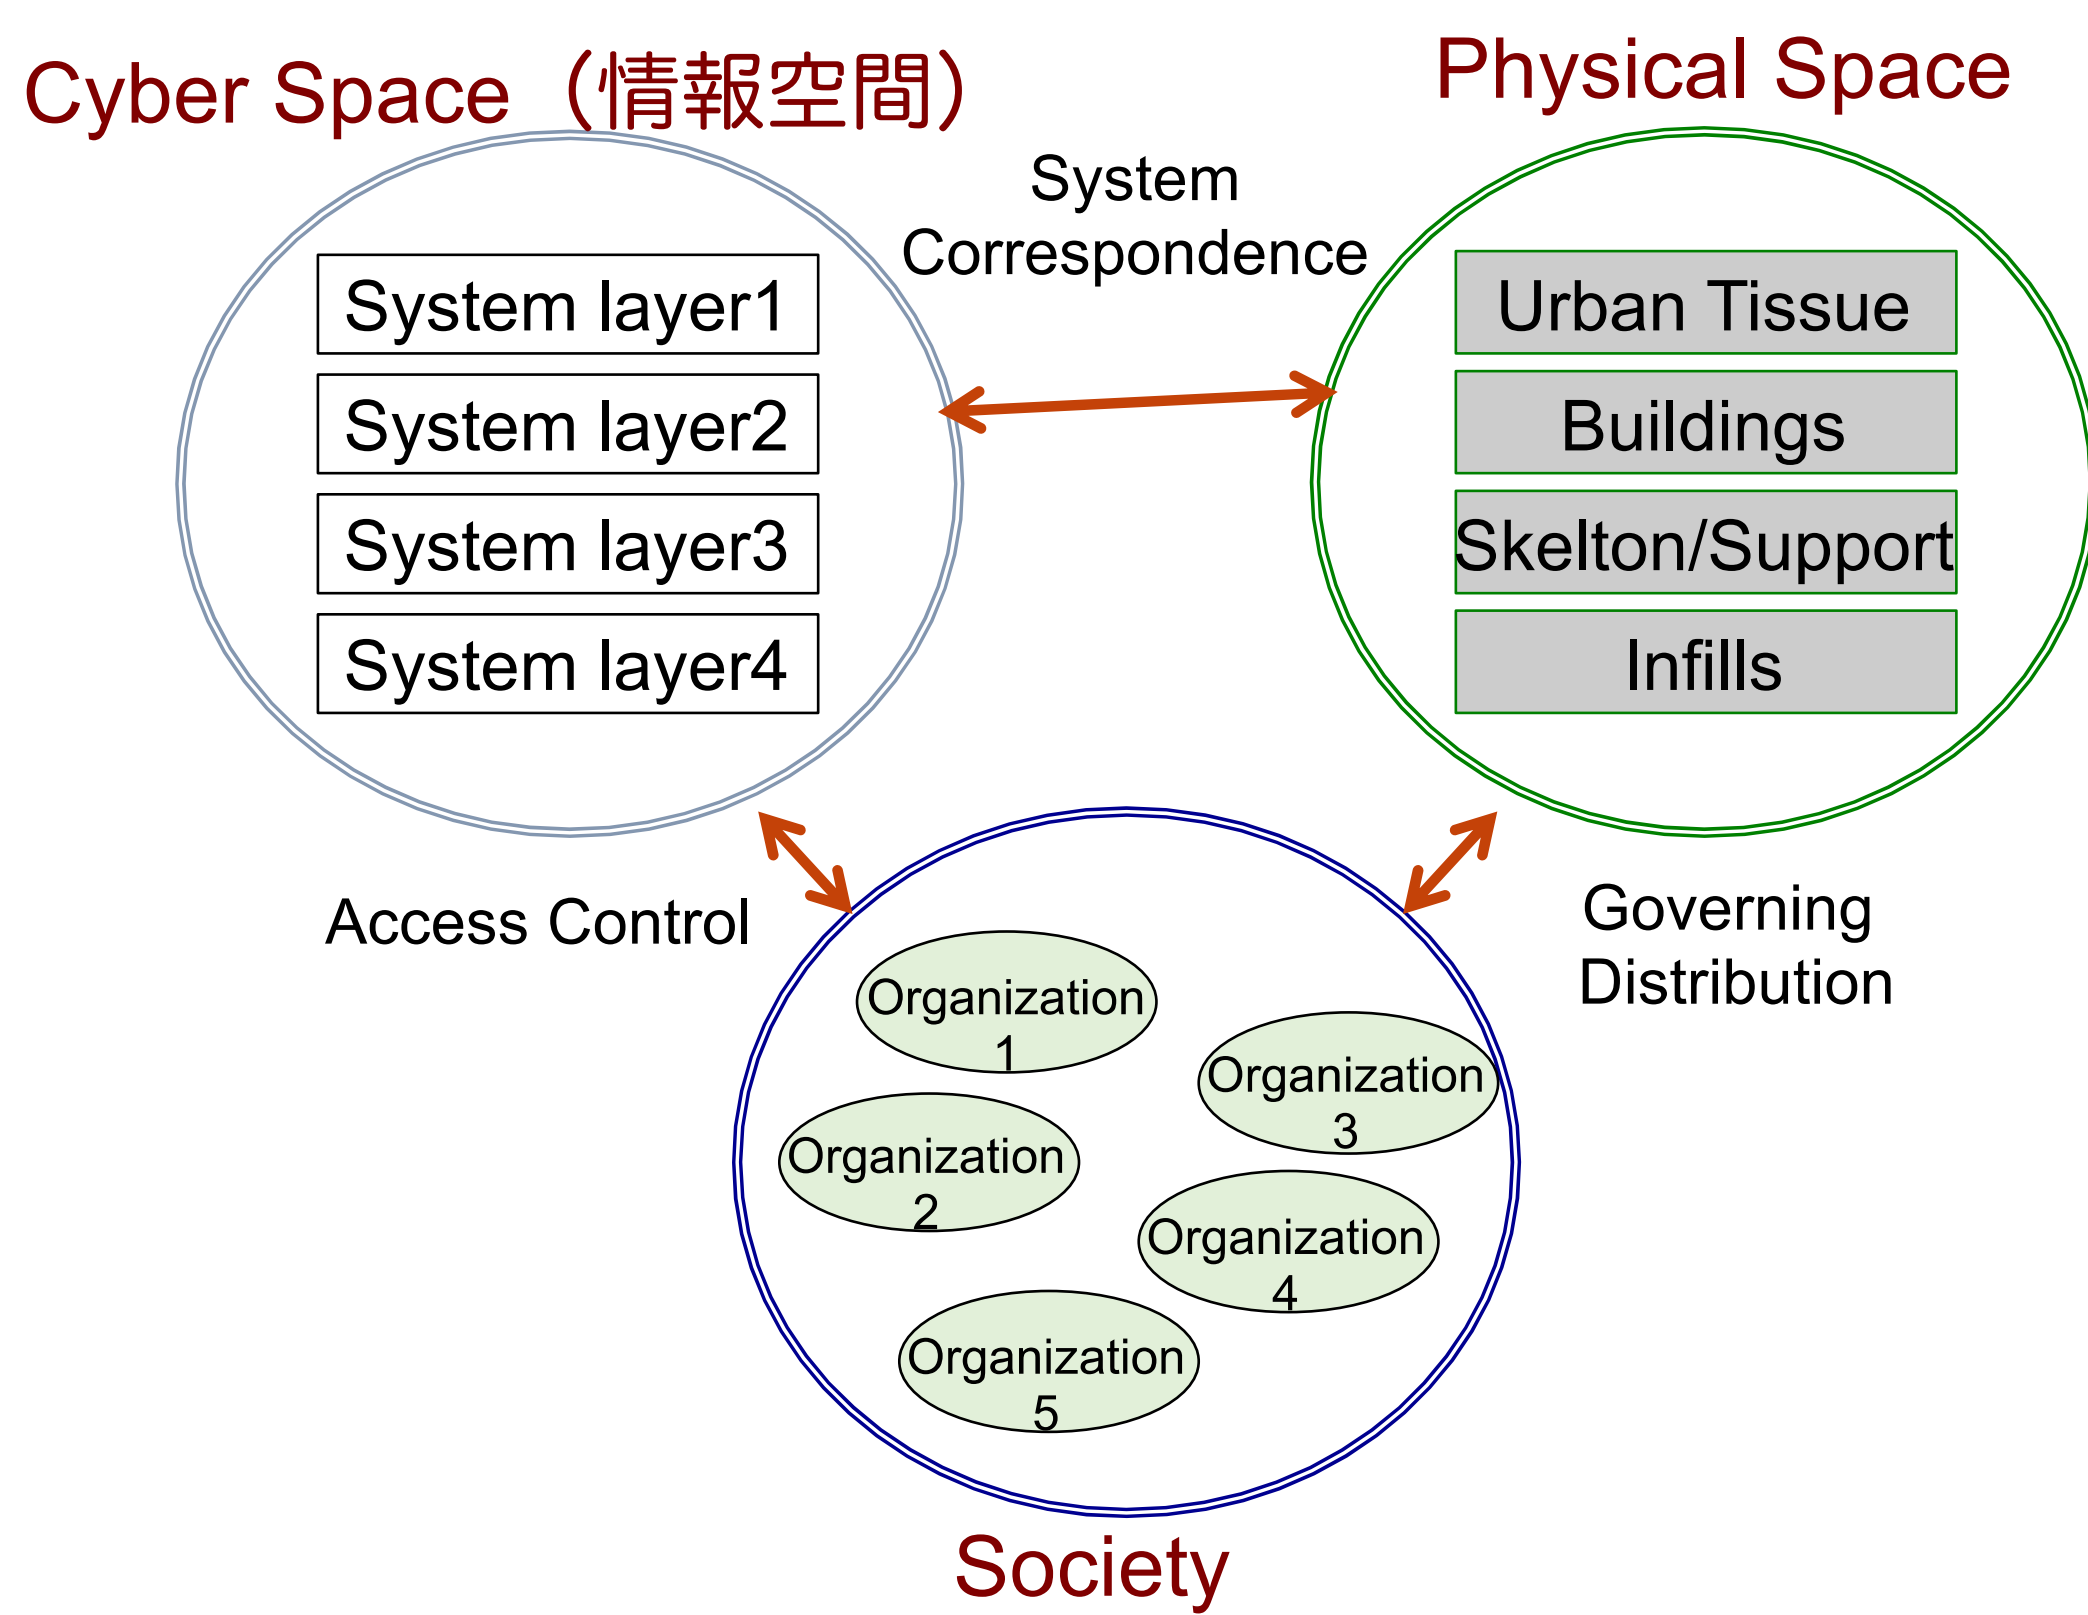 Cyber Space（情報空間）
Physical Space
System
Correspondence
System layer1
System layer2
System layer3
System layer4
Urban Tissue
Buildings
Skelton/Support
Infills
Access Control
Governing
Distribution
Organization
1
Organization
2
Organization
3
Organization
4
Organization
5
Society